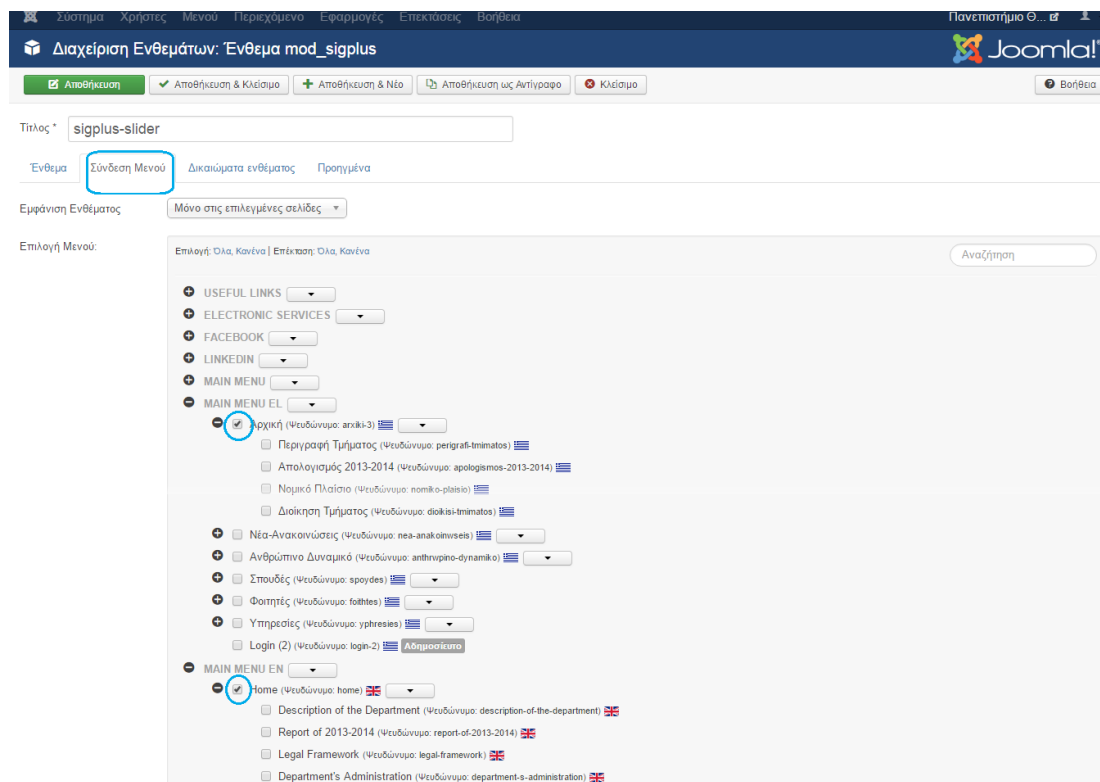 Σύστημα Χρήστες Μενού Περιεχόμενο Εφαρμογές Επεκτάσεις Βοήθεια Πανεπιστήμιο Θ...
Διαχείριση Ενθεμάτων: Ένθεμα mod_sigplus Joomla!
Αποθήκευση Αποθήκευση & Κλείσιμο Αποθήκευση & Νέο Αποθήκευση ως Αντίγραφο Κλείσιμο Βοήθεια
Τίτλος * sigplus-slider
Ένθεμα Σύνδεση Μενού Δικαιώματα ενθέματος Προηγμένα
Εμφάνιση Ενθέματος Μόνο στις επιλεγμένες σελίδες
Επιλογή Μενού: Επιλογή: Όλα, Κανένα | Επέκταση: Όλα, Κανένα Αναζήτηση
USEFUL LINKS
ELECTRONIC SERVICES
FACEBOOK
LINKEDIN
MAIN MENU
MAIN MENU EL
Αρχική (Ψευδώνυμο: arxiki-3)
Περιγραφή Τμήματος (Ψευδώνυμο: perigrafi-tmimatos)
Απολογισμός 2013-2014 (Ψευδώνυμο: apologismos-2013-2014)
Νομικό Πλαίσιο (Ψευδώνυμο: nomiko-plaisio)
Διοίκηση Τμήματος (Ψευδώνυμο: dioikisi-tmimatos)
Νέα-Ανακοινώσεις (Ψευδώνυμο: nea-anakoinwseis)
Ανθρώπινο Δυναμικό (Ψευδώνυμο: anthrwpino-dynamiko)
Σπουδές (Ψευδώνυμο: spoydes)
Φοιτητές (Ψευδώνυμο: foithtes)
Υπηρεσίες (Ψευδώνυμο: yphresies)
Login (2) (Ψευδώνυμο: login-2) Αδημοσίευτο
MAIN MENU EN
Home (Ψευδώνυμο: home)
Description of the Department (Ψευδώνυμο: description-of-the-department)
Report of 2013-2014 (Ψευδώνυμο: report-of-2013-2014)
Legal Framework (Ψευδώνυμο: legal-framework)
Department's Administration (Ψευδώνυμο: department-s-administration)